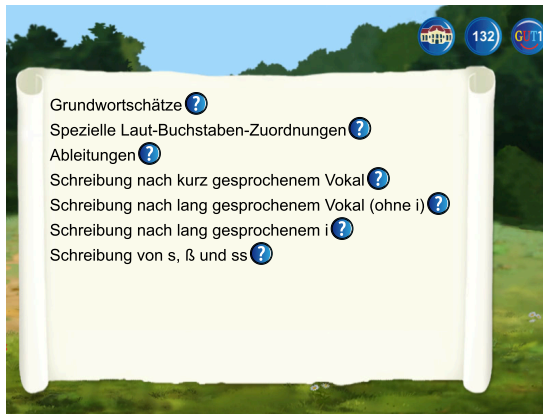 132
GUT1
Grundwortschätze ?
Spezielle Laut-Buchstaben-Zuordnungen ?
Ableitungen ?
Schreibung nach kurz gesprochenem Vokal ?
Schreibung nach lang gesprochenem Vokal (ohne i) ?
Schreibung nach lang gesprochenem i ?
Schreibung von s, ß und ss ?